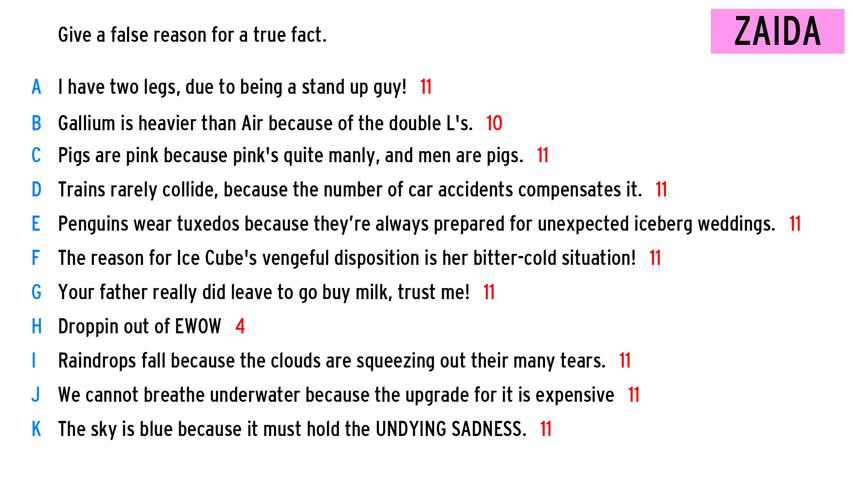 Give a false reason for a true fact.
ZAIDA
A I have two legs, due to being a stand up guy! 11
B Gallium is heavier than Air because of the double L's. 10
C Pigs are pink because pink's quite manly, and men are pigs. 11
D Trains rarely collide, because the number of car accidents compensates it. 11
E Penguins wear tuxedos because they’re always prepared for unexpected iceberg weddings. 11
F The reason for Ice Cube's vengeful disposition is her bitter-cold situation! 11
G Your father really did leave to go buy milk, trust me! 11
H Droppin out of EWOW 4
I Raindrops fall because the clouds are squeezing out their many tears. 11
J We cannot breathe underwater because the upgrade for it is expensive 11
K The sky is blue because it must hold the UNDYING SADNESS. 11